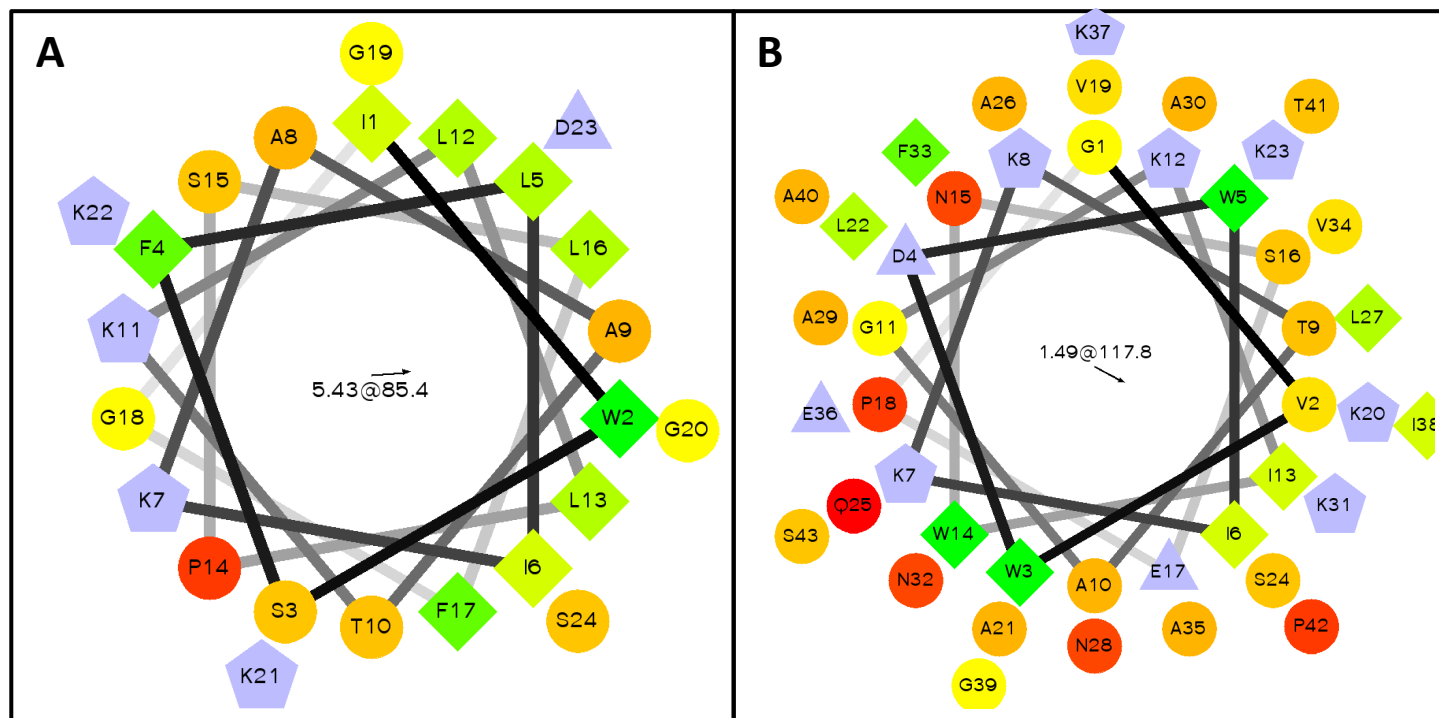 A
G19
I1
L12
D23
A8
L5
S15
K22
F4
L16
K11
A9
5.43@85.4
G18
W2
G20
K7
L13
P14
I6
S3
T10
F17
S24
K21
B
K37
V19
A26
A30
T41
G1
F33
K8
K12
K23
N15
W5
A40
L22
V34
D4
S16
A29
G11
T9
L27
1.49@117.8
E36
P18
V2
K20
I38
K7
I13
Q25
K31
S43
W14
I6
N32
W3
A10
E17
S24
A21
N28
A35
P42
G39